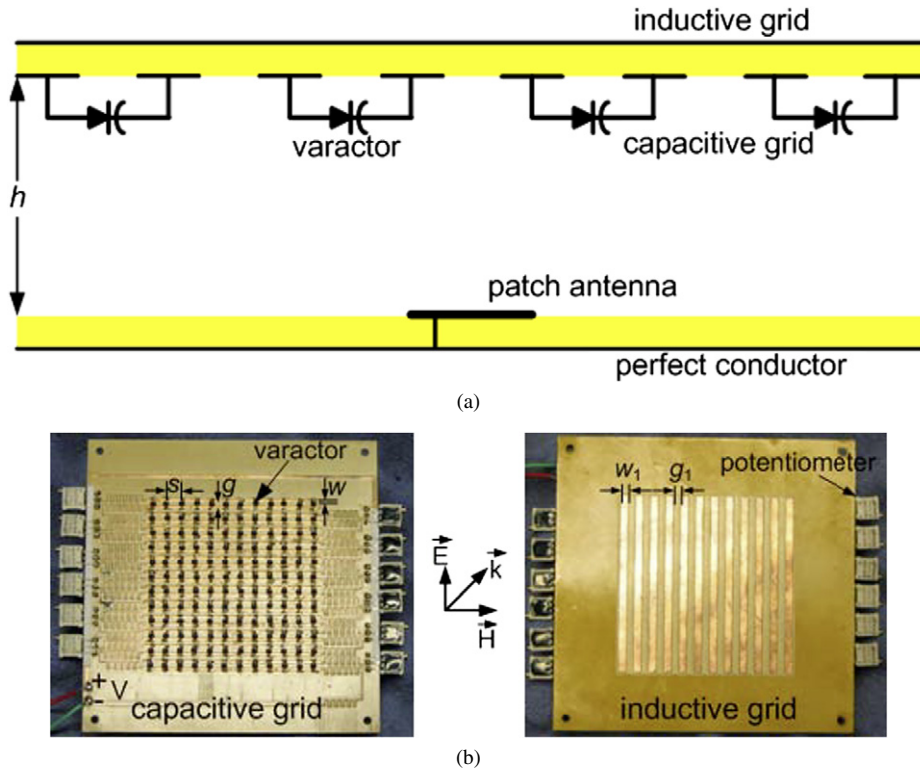 inductive grid
varactor
capacitive grid
h
patch antenna
perfect conductor
(a)
varactor
s
g
w
+
- V
capacitive grid
E
k
H
w1
g1
potentiometer
inductive grid
(b)